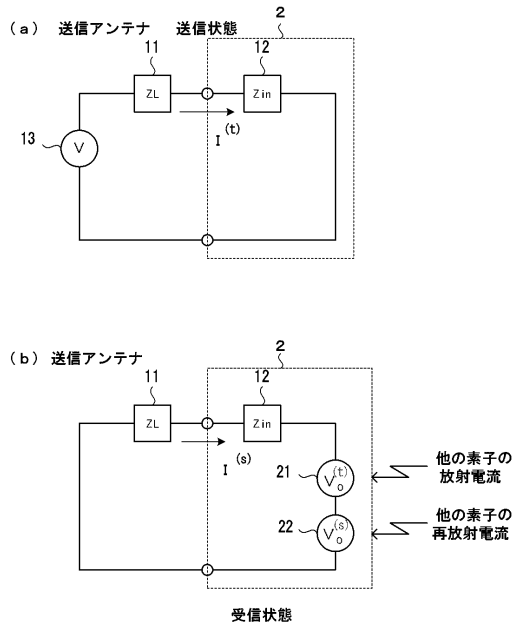 (a) 送信アンテナ 送信状態
2
11
12
ZL
Zin
I(t)
13
V
(b) 送信アンテナ
2
11
12
ZL
Zin
I(s)
21
Vo(t)
他の素子の
放射電流
22
Vo(s)
他の素子の
再放射電流
受信状態